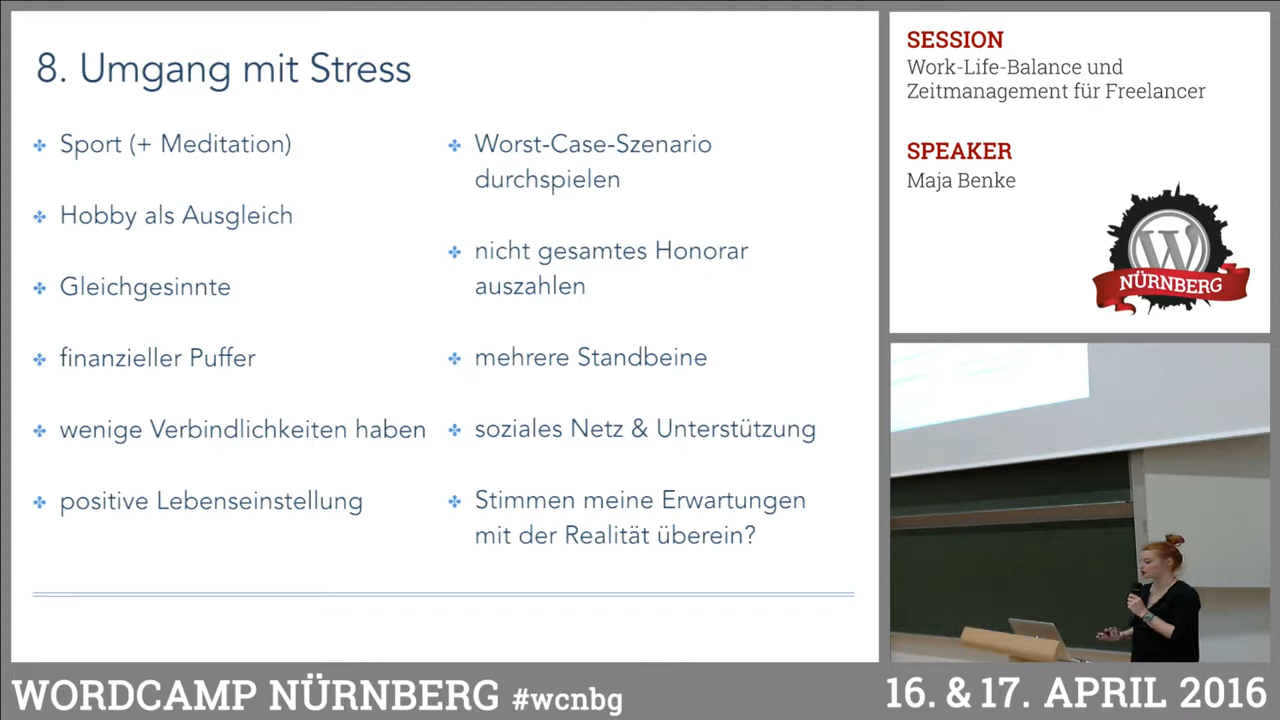 8. Umgang mit Stress
Sport (+ Meditation)
Hobby als Ausgleich
Gleichgesinnte
finanzieller Puffer
wenige Verbindlichkeiten haben
positive Lebenseinstellung
Worst-Case-Szenario
durchspielen
nicht gesamtes Honorar
auszahlen
mehrere Standbeine
soziales Netz & Unterstützung
Stimmen meine Erwartungen
mit der Realität überein?
SESSION
Work-Life-Balance und
Zeitmanagement für Freelancer
SPEAKER
Maja Benke
W
NÜRNBERG
WORDCAMP NÜRNBERG #wcnbg
16. & 17. APRIL 2016